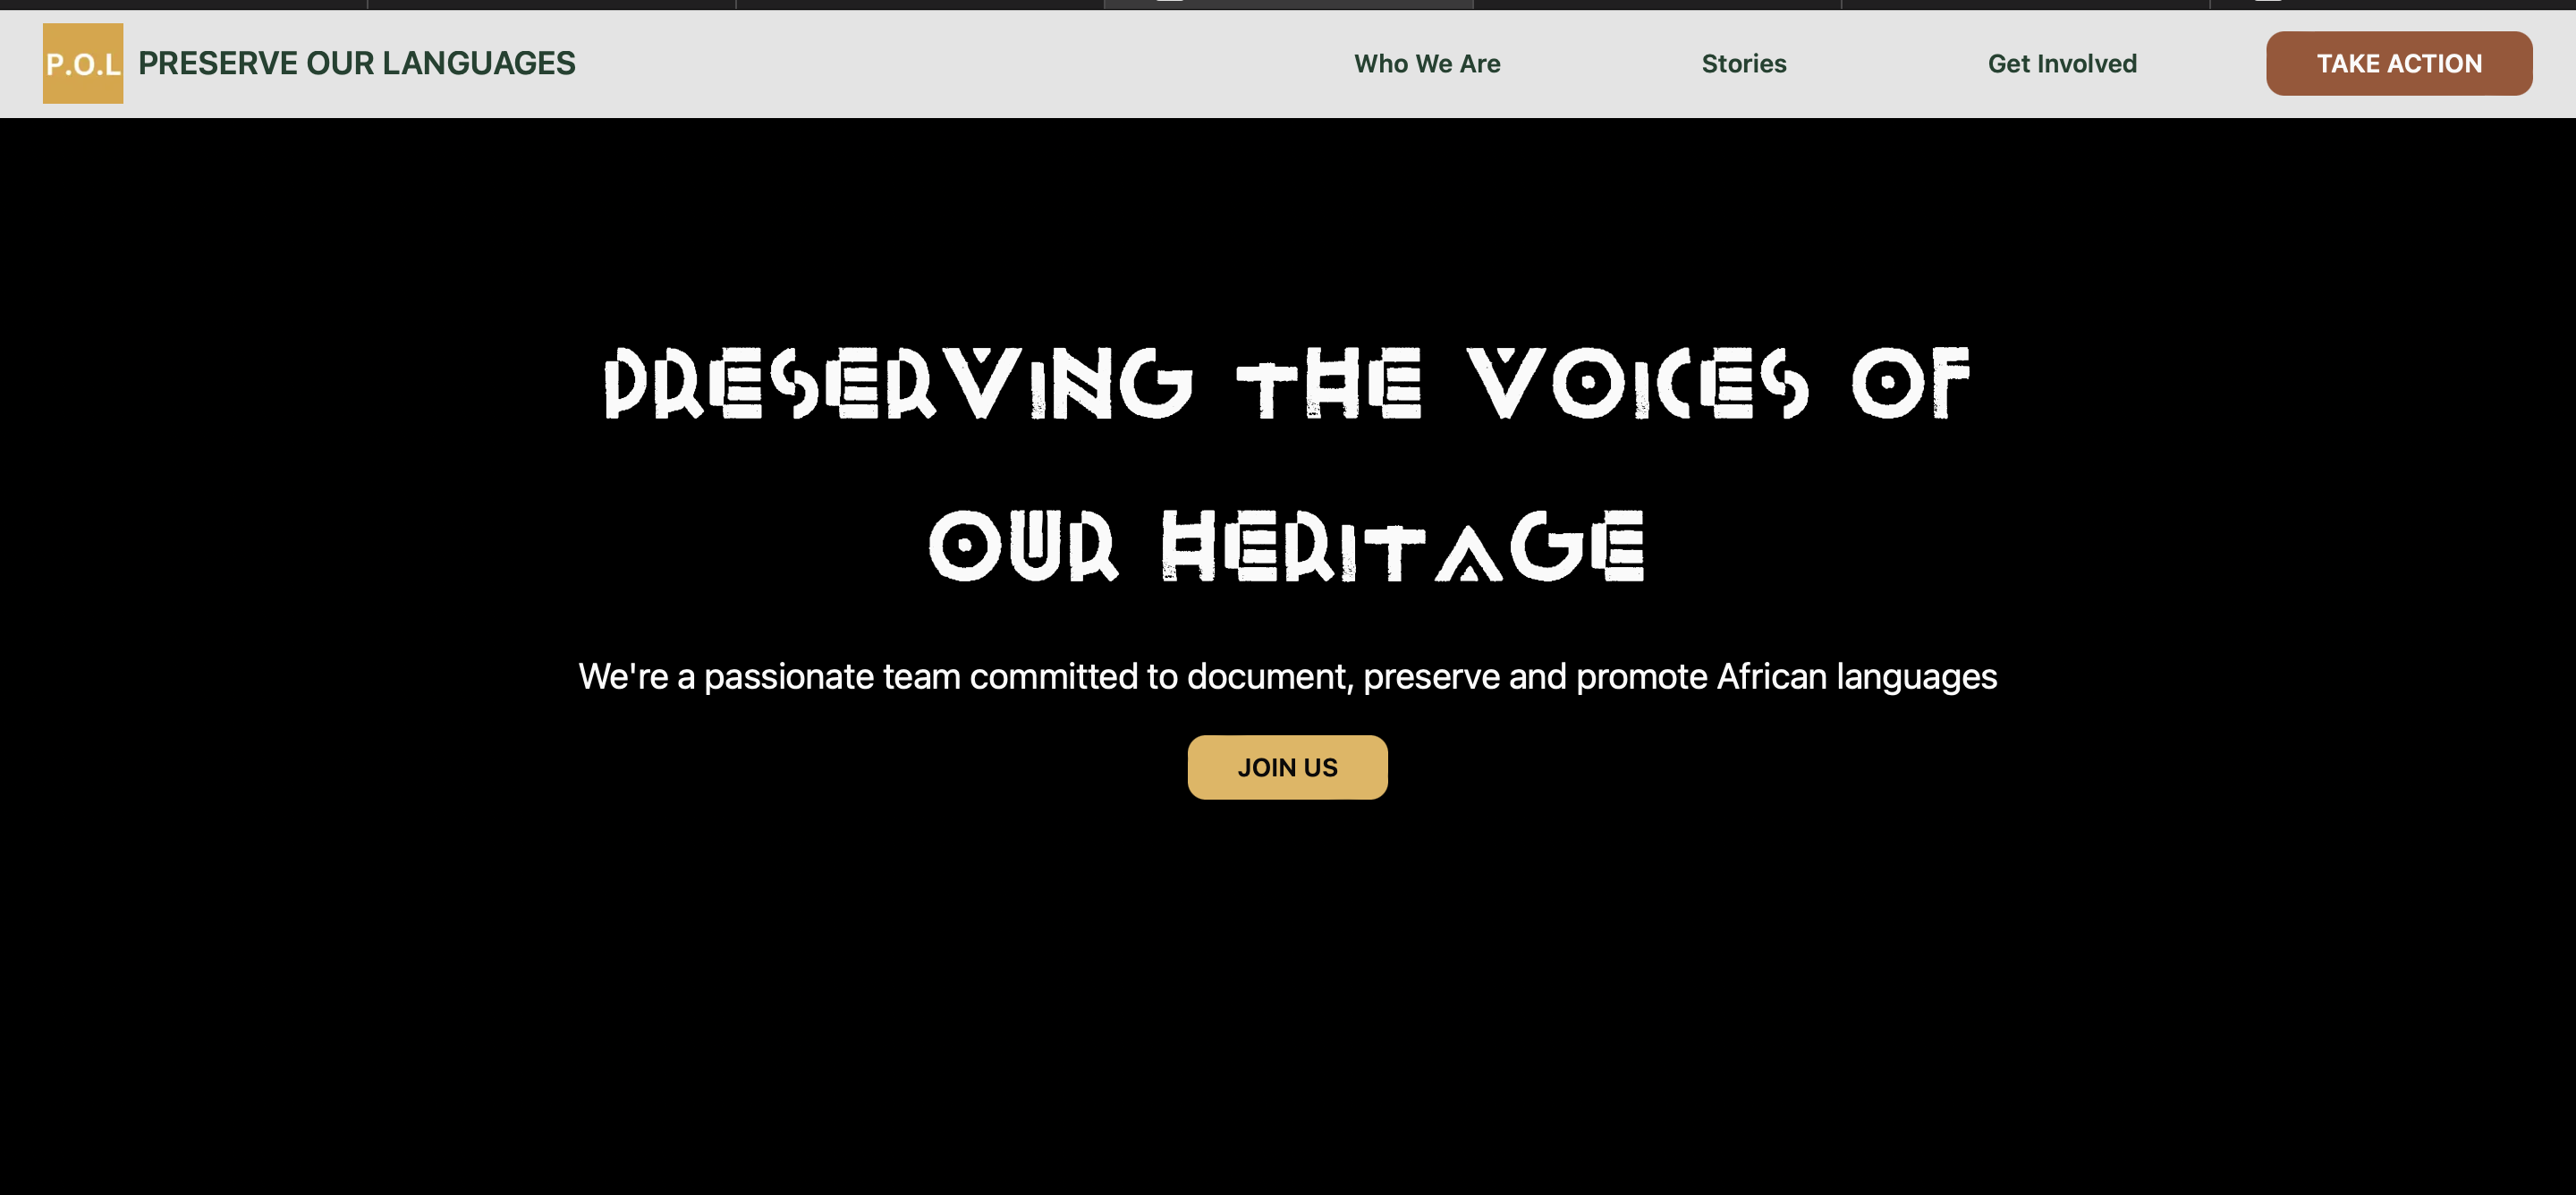 P.O.L PRESERVE OUR LANGUAGES Who We Are Stories Get Involved TAKE ACTION
PRESERVING THE VOICES OF
OUR HERITAGE
We're a passionate team committed to document, preserve and promote African languages
JOIN US